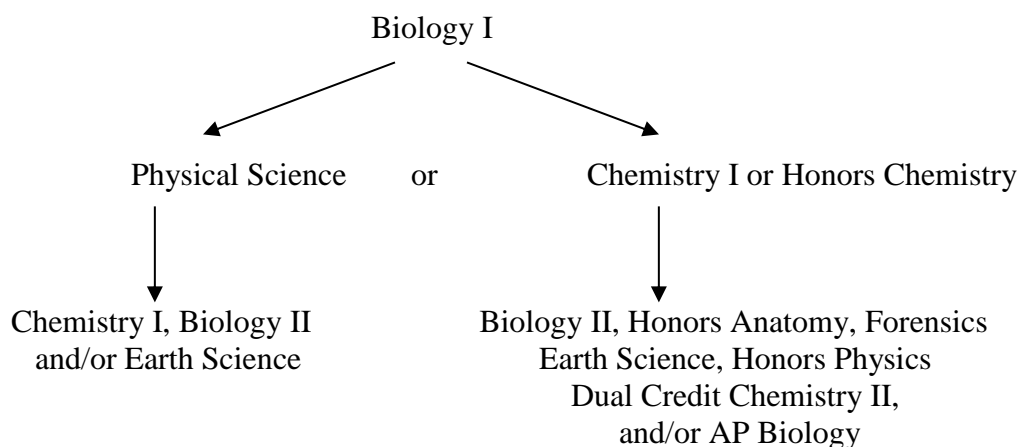 Biology I
Physical Science or Chemistry I or Honors Chemistry
Chemistry I, Biology II
and/or Earth Science
Biology II, Honors Anatomy, Forensics
Earth Science, Honors Physics
Dual Credit Chemistry II,
and/or AP Biology